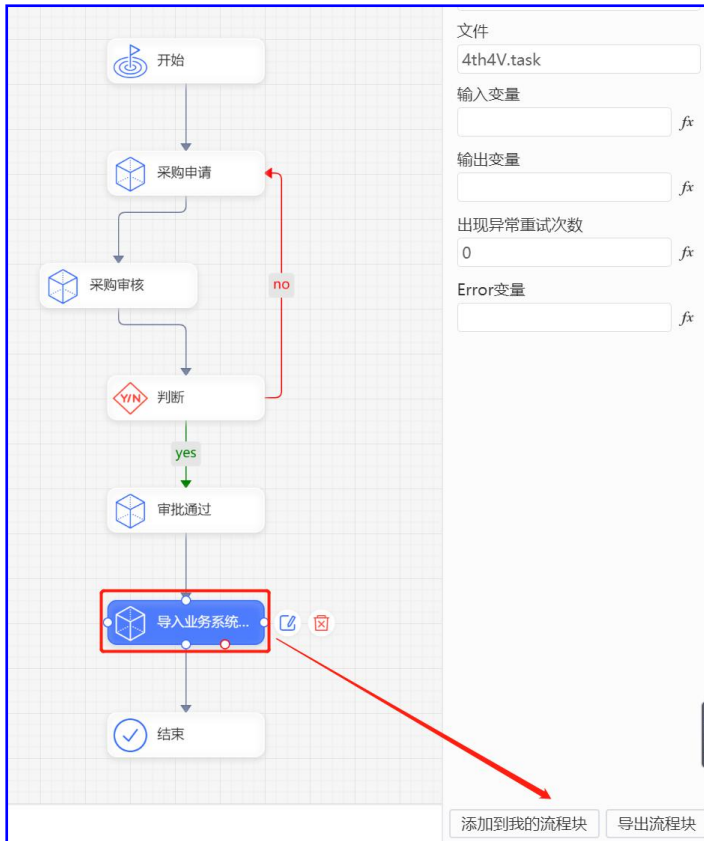 开始
采购申请
采购审核
no
Y/N 判断
yes
审批通过
导入业务系统...
结束
文件
4th4V.task
输入变量
fx
输出变量
fx
出现异常重试次数
0 fx
Error变量
fx
添加到我的流程块 导出流程块